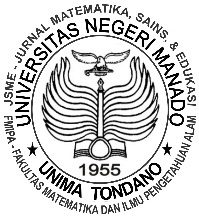 JSME - JURNAL MATEMATIKA, SAINS, & EDUKASI
UNIVERSITAS NEGERI MANADO
1955
UNIMA TONDANO
FMIPA - FAKULTAS MATEMATIKA DAN ILMU PENGETAHUAN ALAM